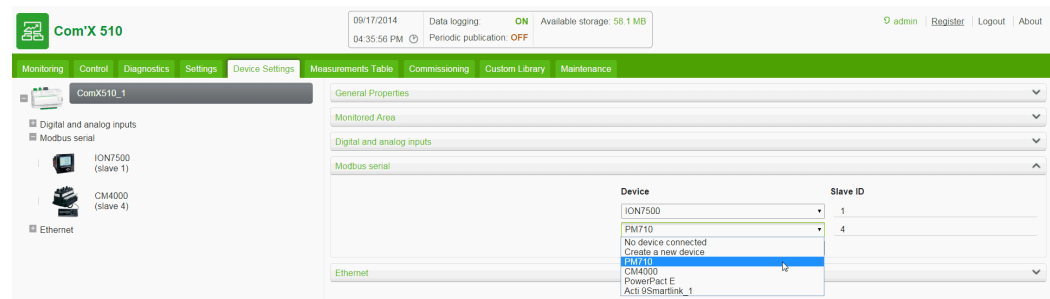 Com'X 510
09/17/2014 Data logging: ON Available storage: 58.1 MB
04:35:56 PM Periodic publication: OFF
admin Register Logout About
Monitoring Control Diagnostics Settings Device Settings Measurements Table Commissioning Custom Library Maintenance
ComX510_1
Digital and analog inputs
Modbus serial
ION7500
(slave 1)
CM4000
(slave 4)
Ethernet
General Properties
Monitored Area
Digital and analog inputs
Modbus serial
Device Slave ID
ION7500 1
PM710 4
No device connected
Create a new device
PM710
CM4000
PowerPact E
Acti 9Smartlink_1
Ethernet